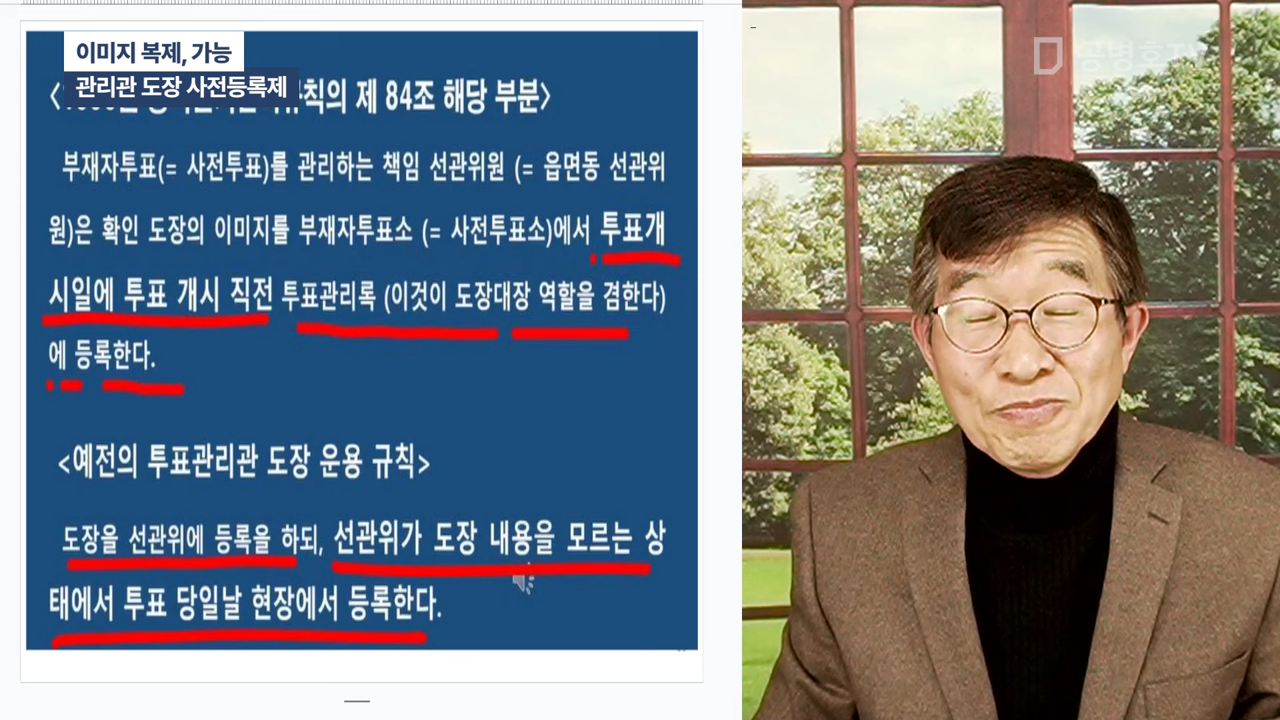 이미지 복제, 가능
관리관 도장 사전등록제
규칙의 제 84조 해당 부분>
부재자투표(= 사전투표)를 관리하는 책임 선관위원 (= 읍면동 선관위
원)은 확인 도장의 이미지를 부재자투표소 (= 사전투표소)에서 투표개
시일에 투표 개시 직전 투표관리록 (이것이 도장대장 역할을 겸한다)
에 등록한다.
<예전의 투표관리관 도장 운용 규칙>
도장을 선관위에 등록을 하되, 선관위가 도장 내용을 모르는 상
태에서 투표 당일날 현장에서 등록한다.
공병호TV